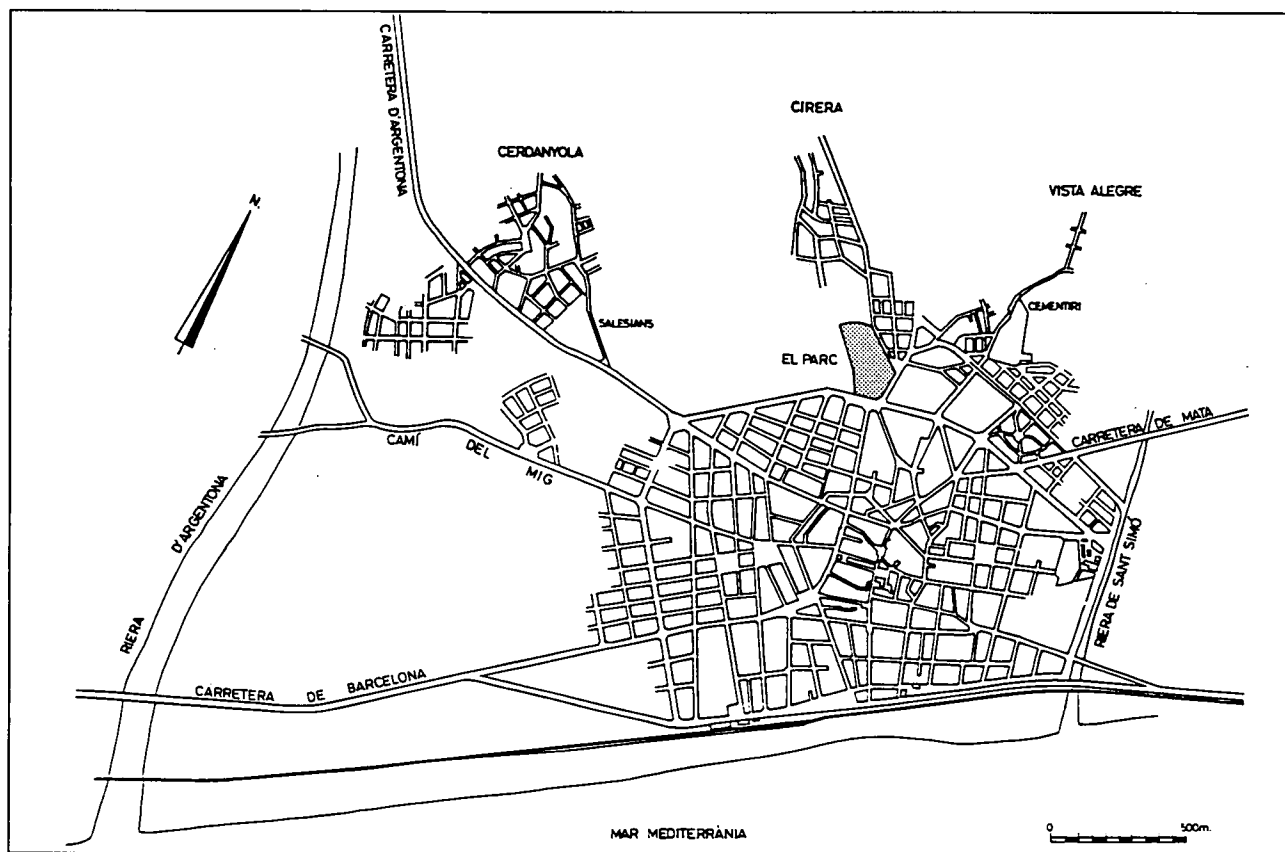 CARRETERA D'ARGENTONA
CIRERA
CERDANYOLA
VISTA ALEGRE
N.
CEMENTIRI
SALESIANS
EL PARC
CARRETERA DE MATA
CAMÍ DEL MIG
RIERA D'ARGENTONA
RIERA DE SANT SIMÓ
CARRETERA DE BARCELONA
MAR MEDITERRÀNIA
0 500m.